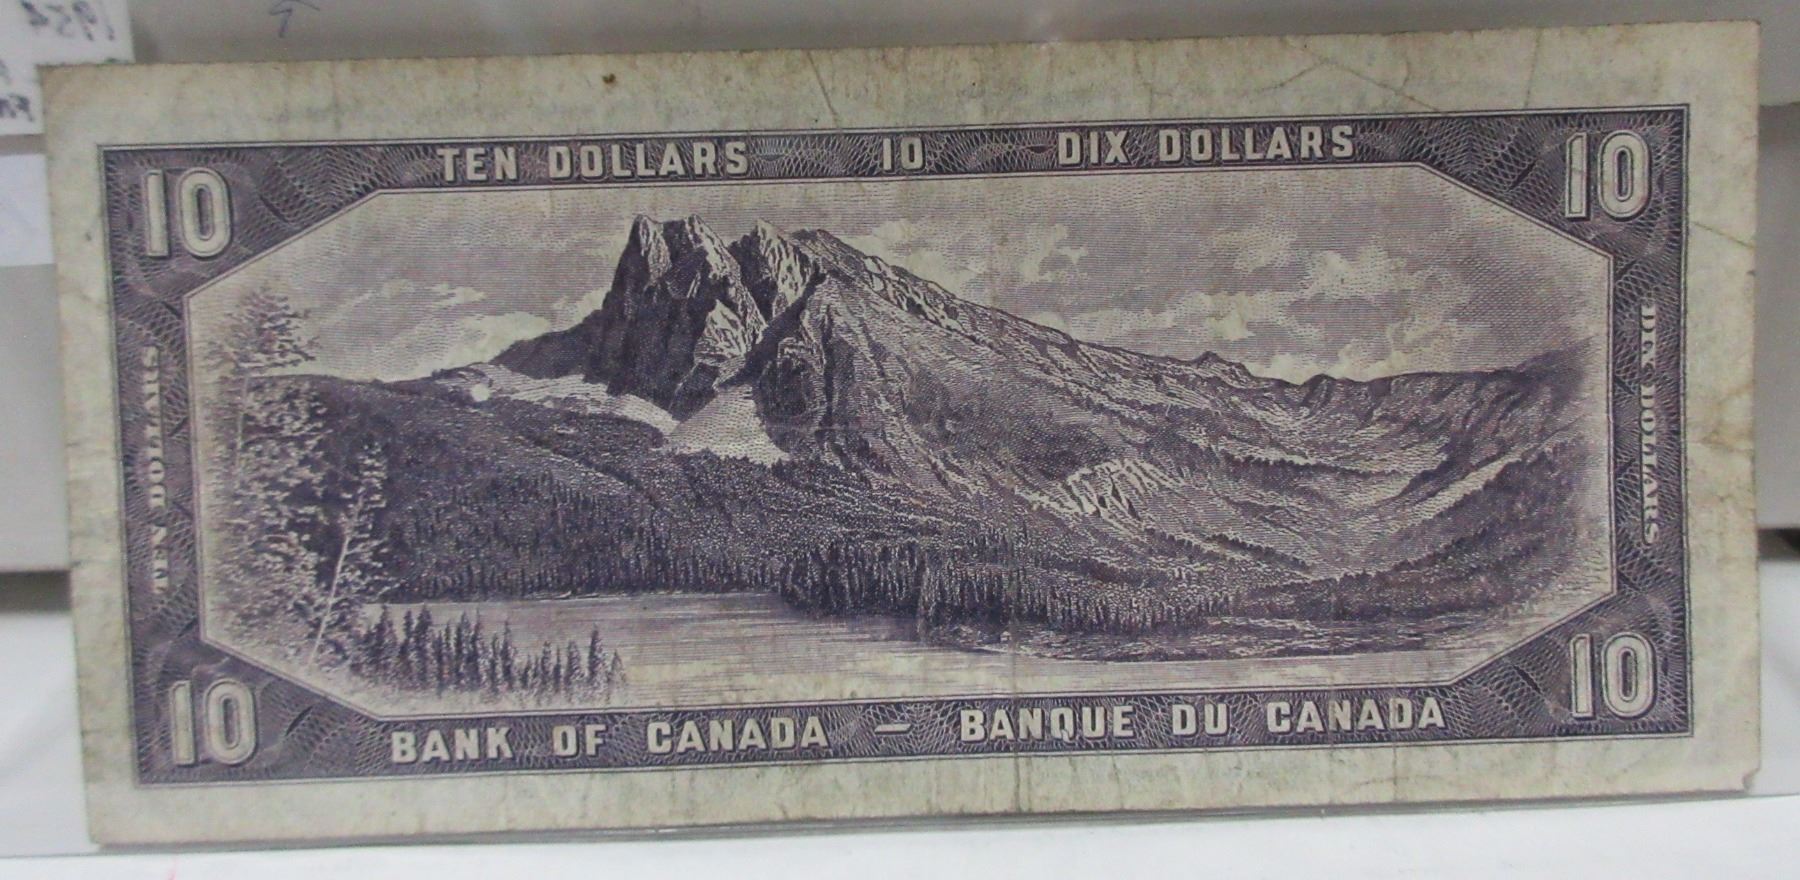 TEN DOLLARS 10 DIX DOLLARS
10
10
TEN DOLLARS
DIX DOLLARS
10
10
BANK OF CANADA – BANQUE DU CANADA